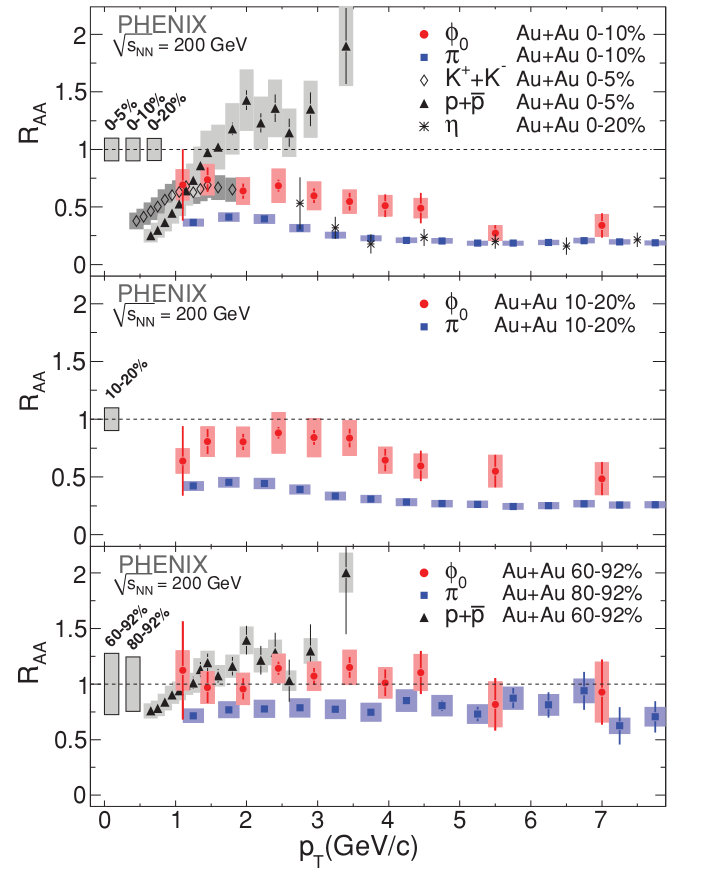 PHENIX
√sNN = 200 GeV
ϕ Au+Au 0-10%
π0 Au+Au 0-10%
K+ +K- Au+Au 0-5%
p+p̅ Au+Au 0-5%
η Au+Au 0-20%
0-5%
0-10%
0-20%
RAA
2
1.5
1
0.5
0
PHENIX
√sNN = 200 GeV
ϕ Au+Au 10-20%
π0 Au+Au 10-20%
10-20%
RAA
2
1.5
1
0.5
0
PHENIX
√sNN = 200 GeV
ϕ Au+Au 60-92%
π0 Au+Au 80-92%
p+p̅ Au+Au 60-92%
60-92%
80-92%
RAA
2
1.5
1
0.5
0
0 1 2 3 4 5 6 7
pT(GeV/c)